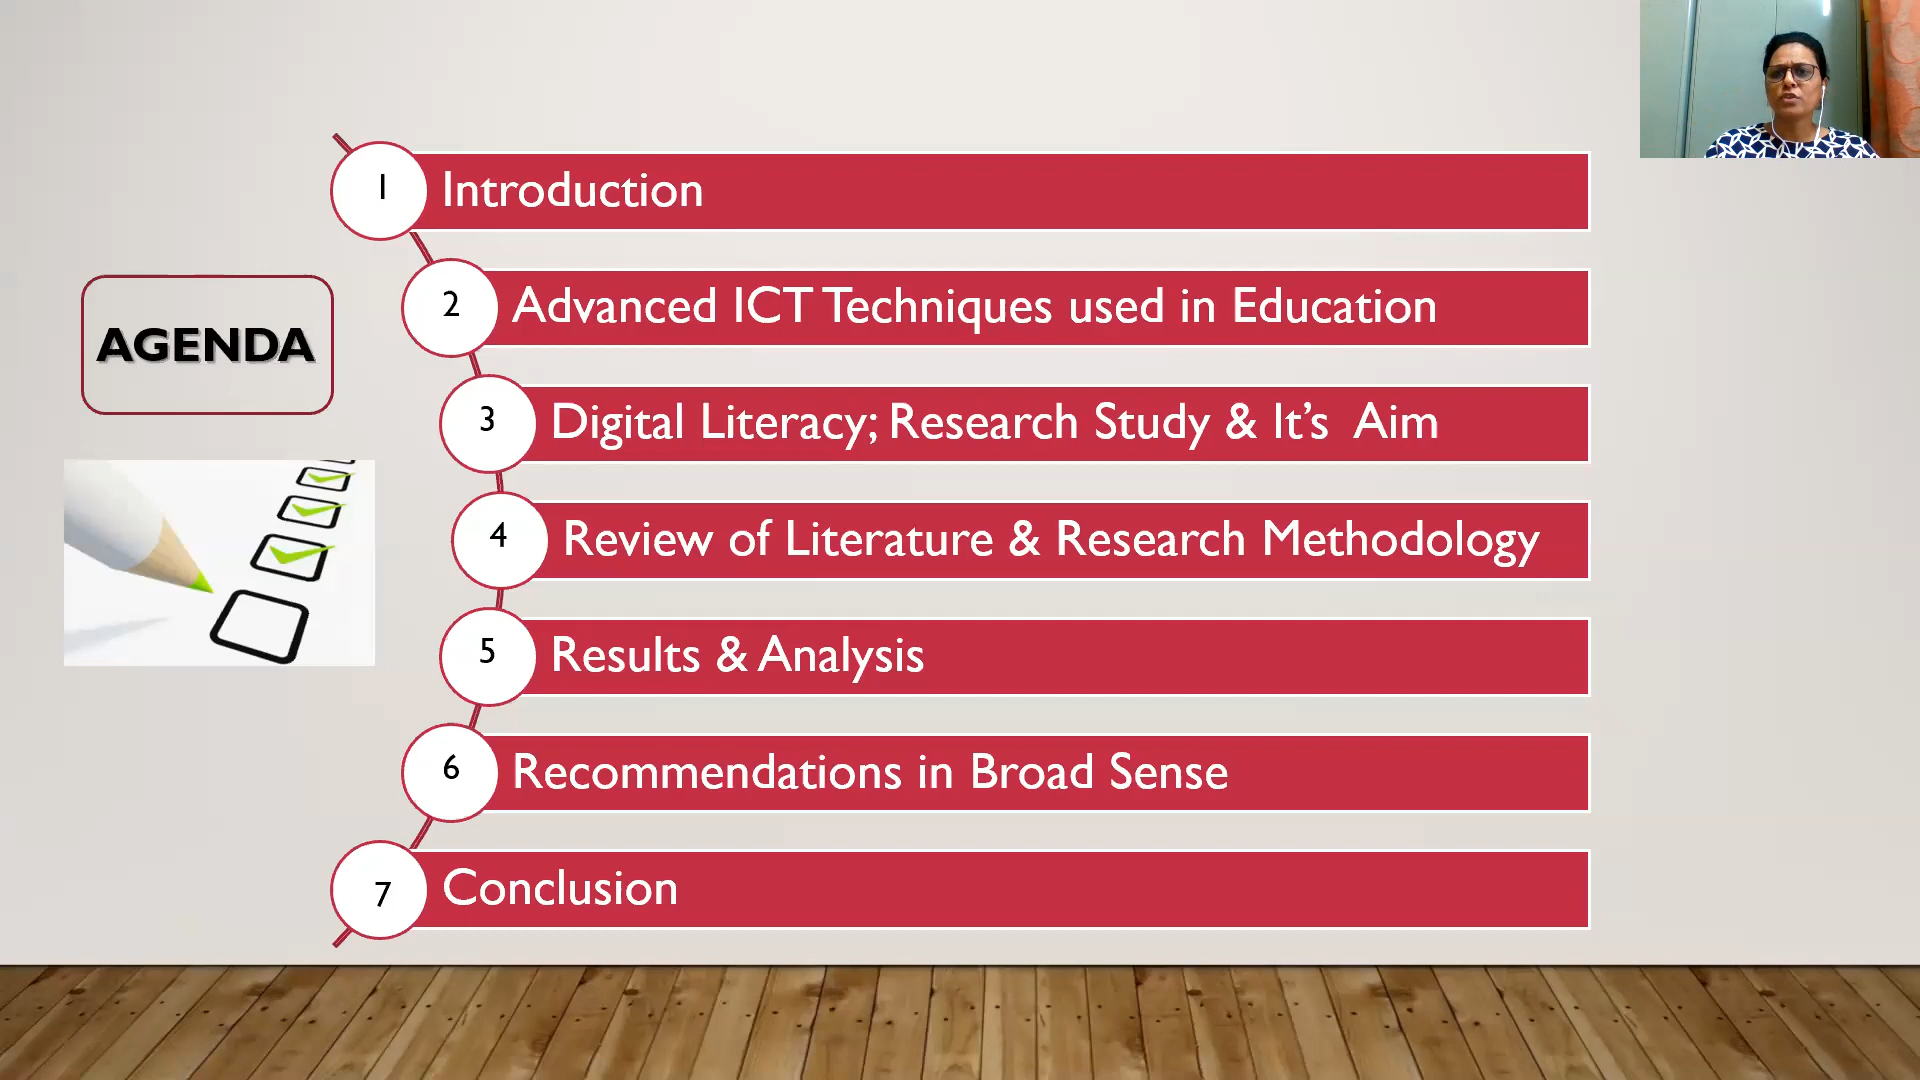 AGENDA
1 Introduction
2 Advanced ICT Techniques used in Education
3 Digital Literacy; Research Study & It’s Aim
4 Review of Literature & Research Methodology
5 Results & Analysis
6 Recommendations in Broad Sense
7 Conclusion